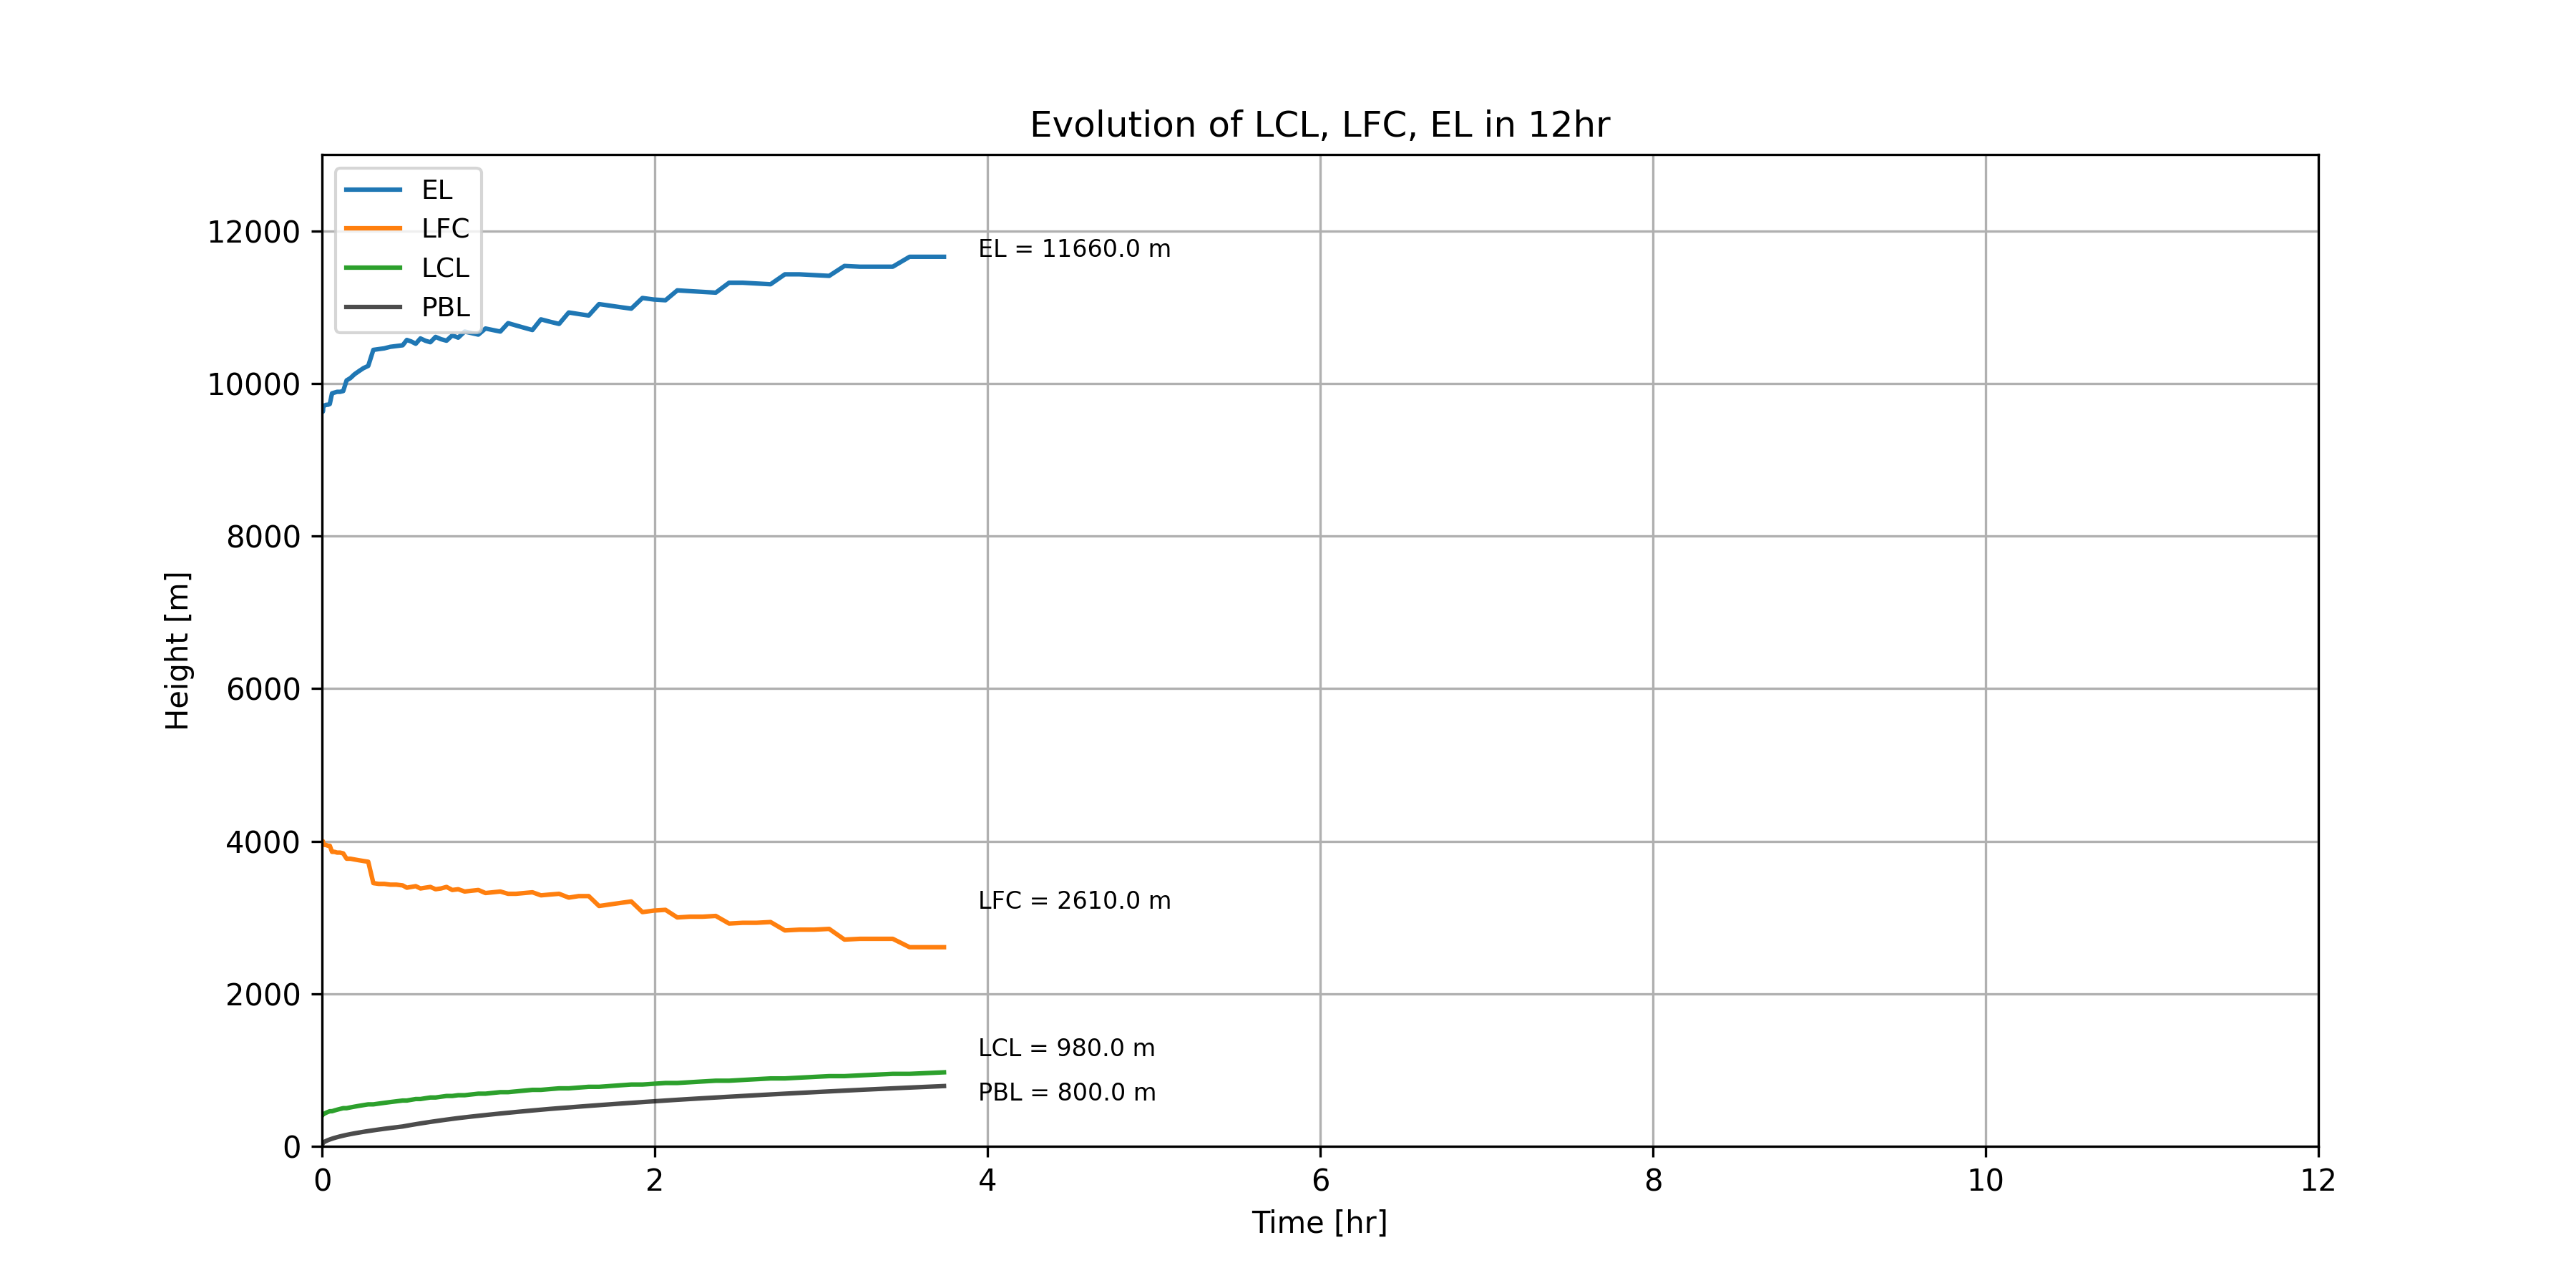 Evolution of LCL, LFC, EL in 12hr
EL
LFC
LCL
PBL
12000
10000
8000
6000
4000
2000
0
Height [m]
EL = 11660.0 m
LFC = 2610.0 m
LCL = 980.0 m
PBL = 800.0 m
0 2 4 6 8 10 12
Time [hr]